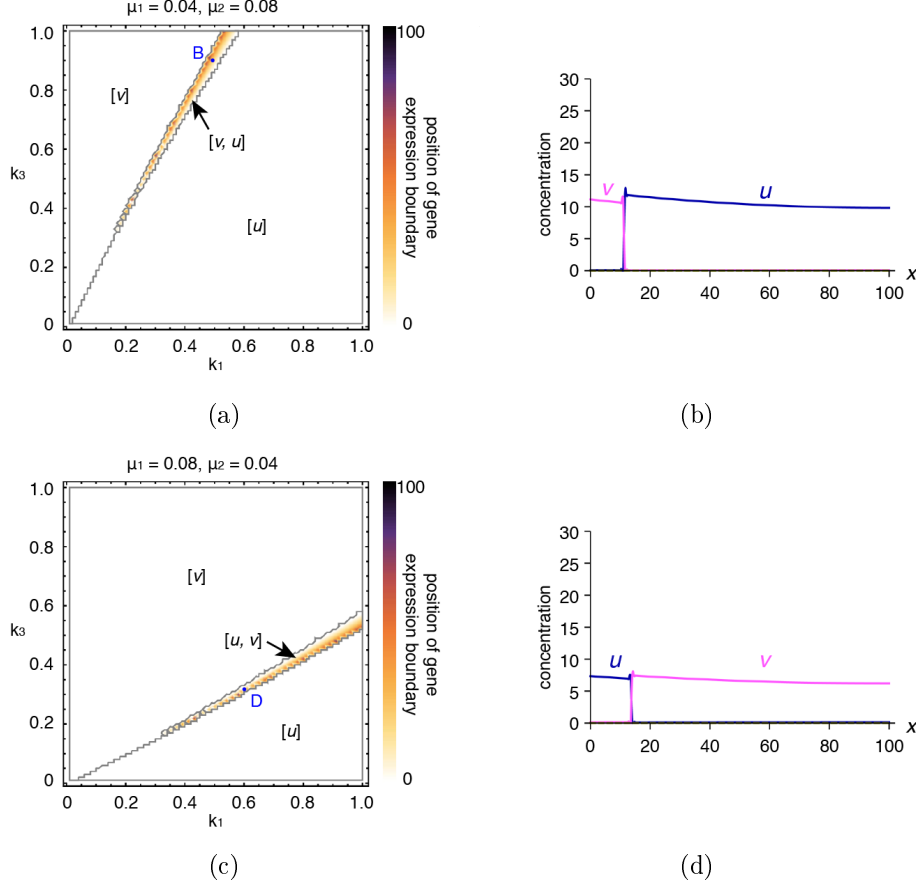 μ1 = 0.04, μ2 = 0.08
1.0
0.8
0.6
k3
0.4
0.2
0
0 0.2 0.4 0.6 0.8 1.0
k1
B
[v]
[v, u]
[u]
100
0
position of gene
expression boundary
(a)
30
25
20
15
10
5
0
concentration
v
u
0 20 40 60 80 100 x
(b)
μ1 = 0.08, μ2 = 0.04
1.0
0.8
0.6
k3
0.4
0.2
0
0 0.2 0.4 0.6 0.8 1.0
k1
[v]
[u, v]
D
[u]
100
0
position of gene
expression boundary
(c)
30
25
20
15
10
5
0
concentration
u
v
0 20 40 60 80 100 x
(d)